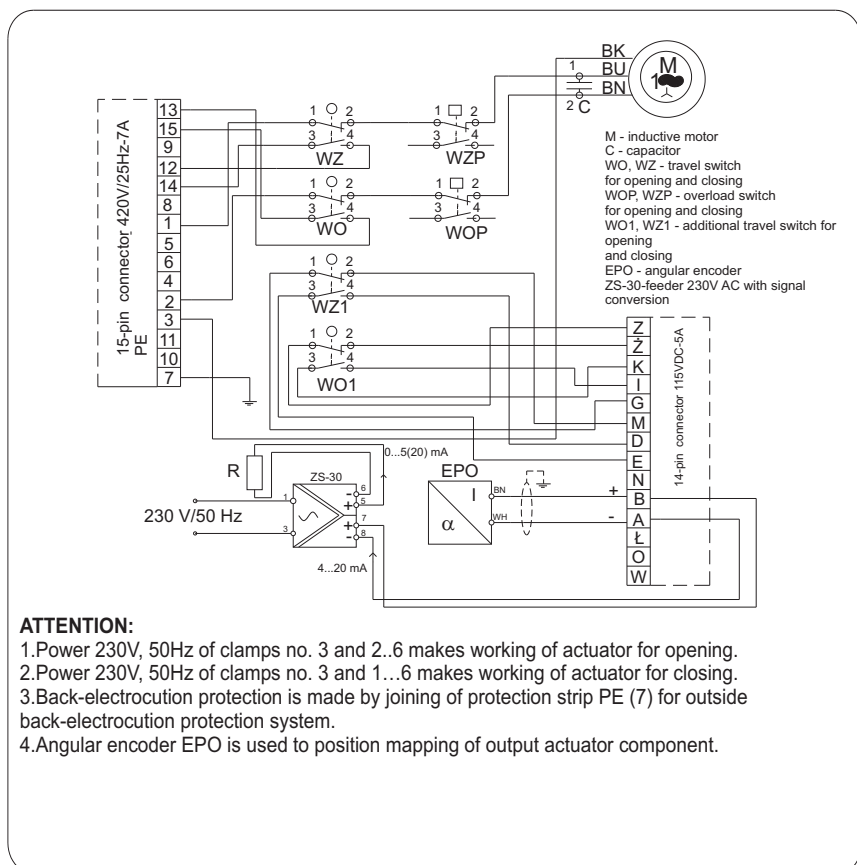 BK
BU
BN
M
1
1
2 C
15-pin connector 420V/25Hz-7A
PE
13
15
9
12
14
8
1
5
6
4
2
3
11
10
7
1 2
3 4
WZ
1 2
3 4
WZP
1 2
3 4
WO
1 2
3 4
WOP
1 2
3 4
WZ1
1 2
3 4
WO1
M - inductive motor
C - capacitor
WO, WZ - travel switch
for opening and closing
WOP, WZP - overload switch
for opening and closing
WO1, WZ1 - additional travel switch for
opening
and closing
EPO - angular encoder
ZS-30-feeder 230V AC with signal
conversion
Z
Ż
K
I
G
M
D
E
N
B
A
Ł
O
W
14-pin connector 115VDC-5A
R
0...5(20) mA
ZS-30
230 V/50 Hz
1
3
- 6
+ 5
+ 7
- 8
4...20 mA
EPO
I
α
BN
WH
+
-
ATTENTION:
1.Power 230V, 50Hz of clamps no. 3 and 2..6 makes working of actuator for opening.
2.Power 230V, 50Hz of clamps no. 3 and 1…6 makes working of actuator for closing.
3.Back-electrocution protection is made by joining of protection strip PE (7) for outside
back-electrocution protection system.
4.Angular encoder EPO is used to position mapping of output actuator component.